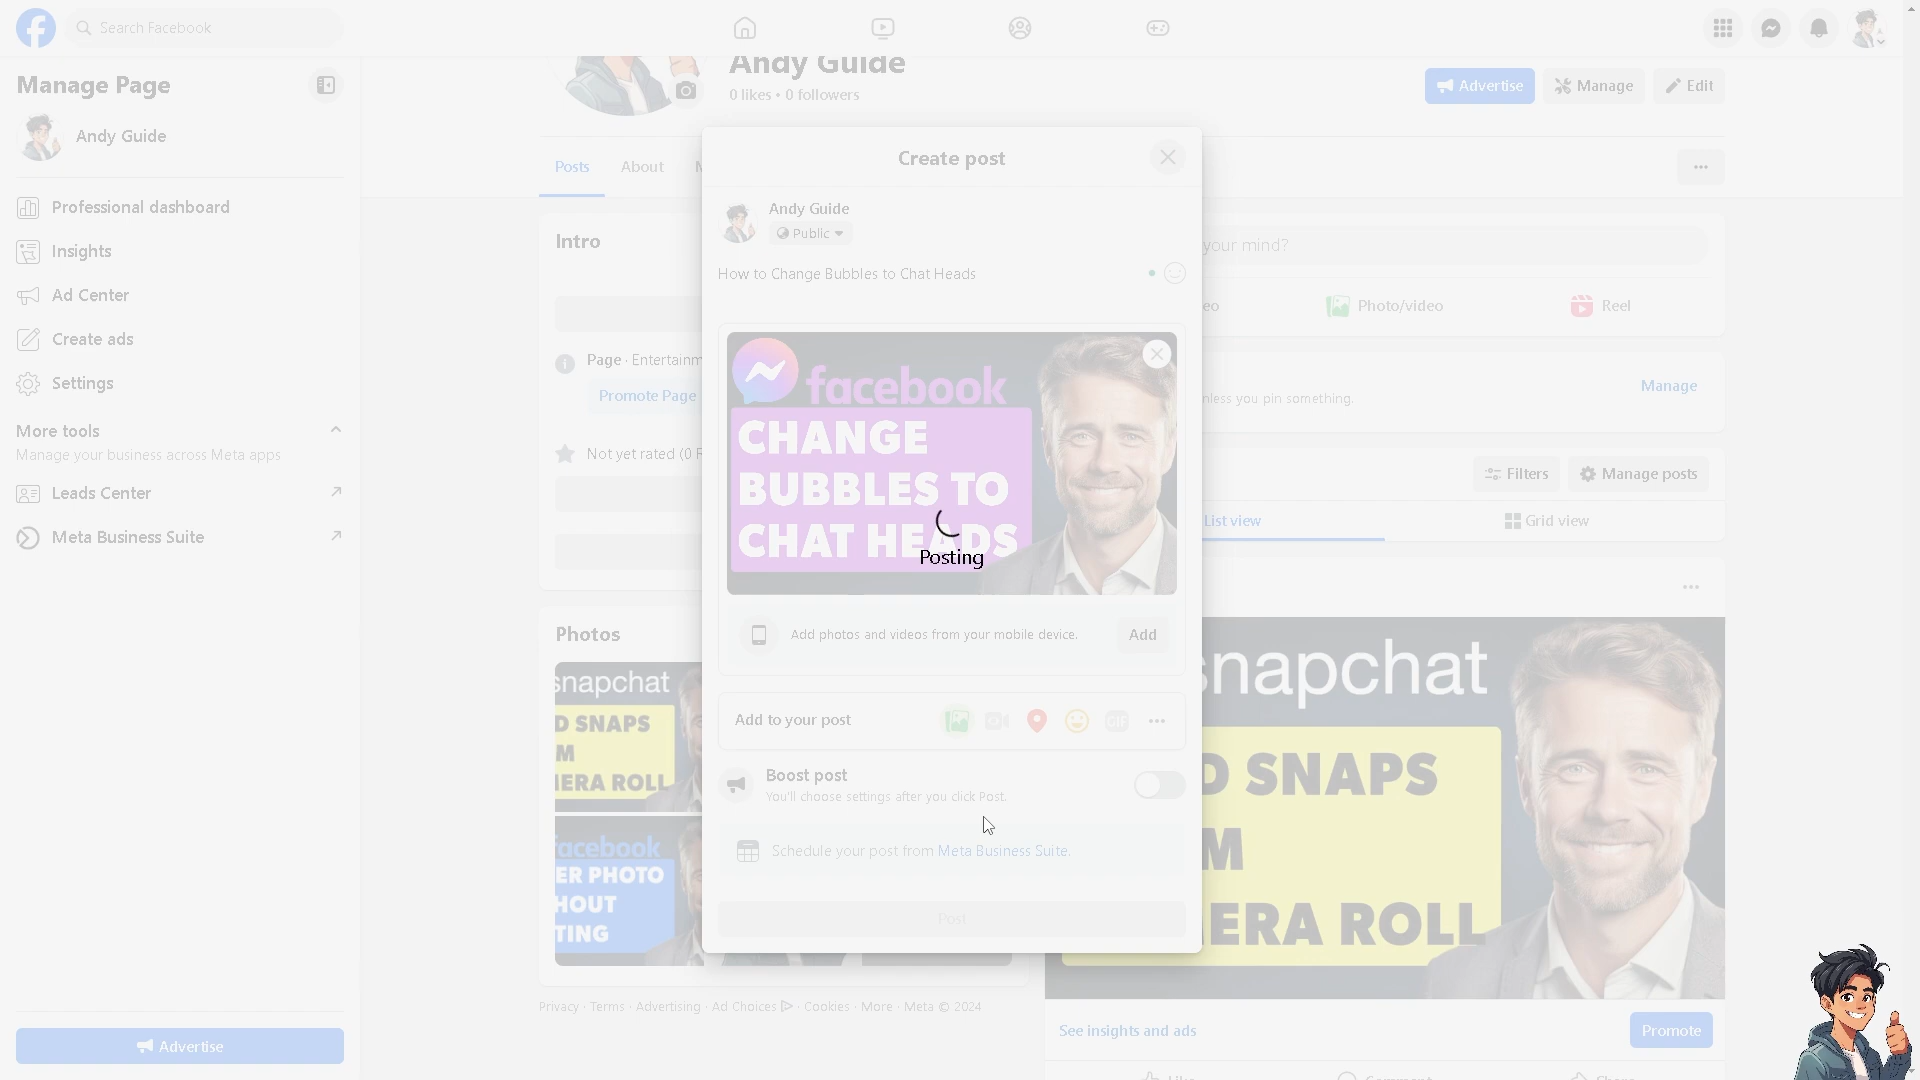 Search Facebook
Manage Page
Andy Guide
Professional dashboard
Insights
Ad Center
Create ads
Settings
More tools
Manage your business across Meta apps
Leads Center
Meta Business Suite
Advertise
Andy Guide
0 likes • 0 followers
Advertise
Manage
Edit
Posts
About
Intro
Page · Entertainm
Promote Page
Not yet rated (0 R
Photos
snapchat
D SNAPS
M
ERA ROLL
facebook
ER PHOTO
HOUT
TING
Privacy · Terms · Advertising · Ad Choices · Cookies · More · Meta © 2024
Create post
Andy Guide
Public
How to Change Bubbles to Chat Heads
facebook
CHANGE
BUBBLES TO
CHAT HEADS
Posting
Add photos and videos from your mobile device.
Add
Add to your post
GIF
Boost post
You'll choose settings after you click Post.
Schedule your post from Meta Business Suite.
Post
your mind?
eo
Photo/video
Reel
Manage
nless you pin something.
Filters
Manage posts
List view
Grid view
snapchat
D SNAPS
M
ERA ROLL
See insights and ads
Promote
Like
Comment
Share